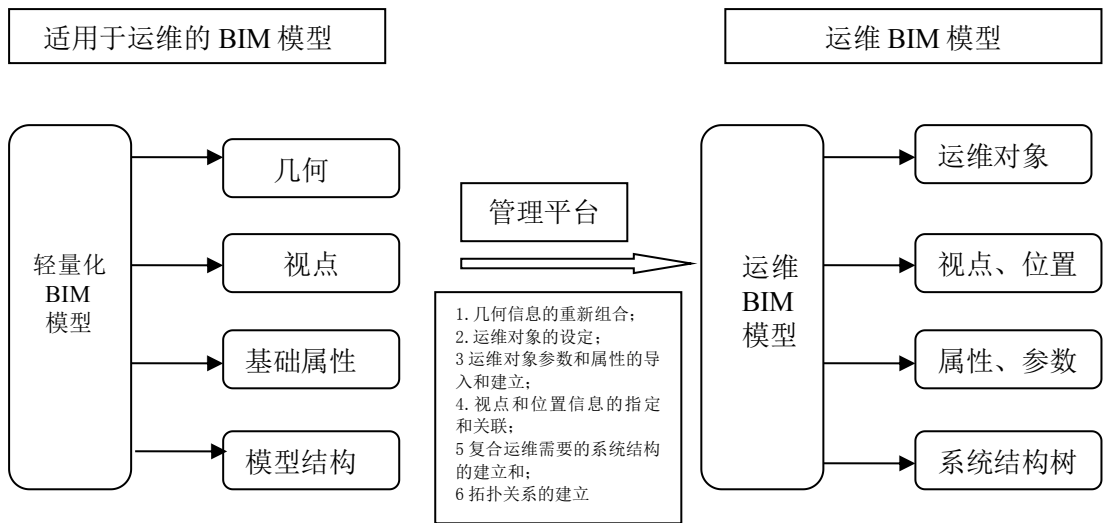 适用于运维的 BIM 模型
运维 BIM 模型
轻量化
BIM
模型
几何
视点
基础属性
模型结构
管理平台
1.几何信息的重新组合；
2.运维对象的设定；
3 运维对象参数和属性的导
入和建立；
4.视点和位置信息的指定
和关联；
5 复合运维需要的系统结构
的建立和；
6 拓扑关系的建立
运维
BIM
模型
运维对象
视点、位置
属性、参数
系统结构树